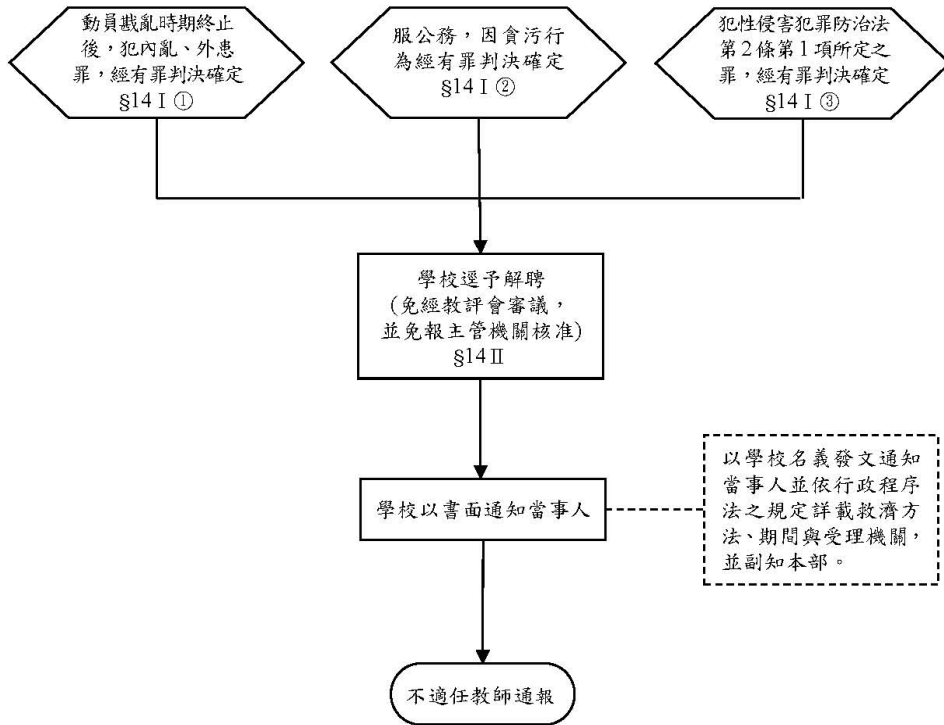 動員戡亂時期終止
後，犯內亂、外患
罪，經有罪判決確定
§14Ⅰ①
服公務，因貪污行
為經有罪判決確定
§14Ⅰ②
犯性侵害犯罪防治法
第2條第1項所定之
罪，經有罪判決確定
§14Ⅰ③
學校逕予解聘
(免經教評會審議，
並免報主管機關核准)
§14Ⅱ
學校以書面通知當事人
以學校名義發文通知
當事人並依行政程序
法之規定詳載救濟方
法、期間與受理機關，
並副知本部。
不適任教師通報